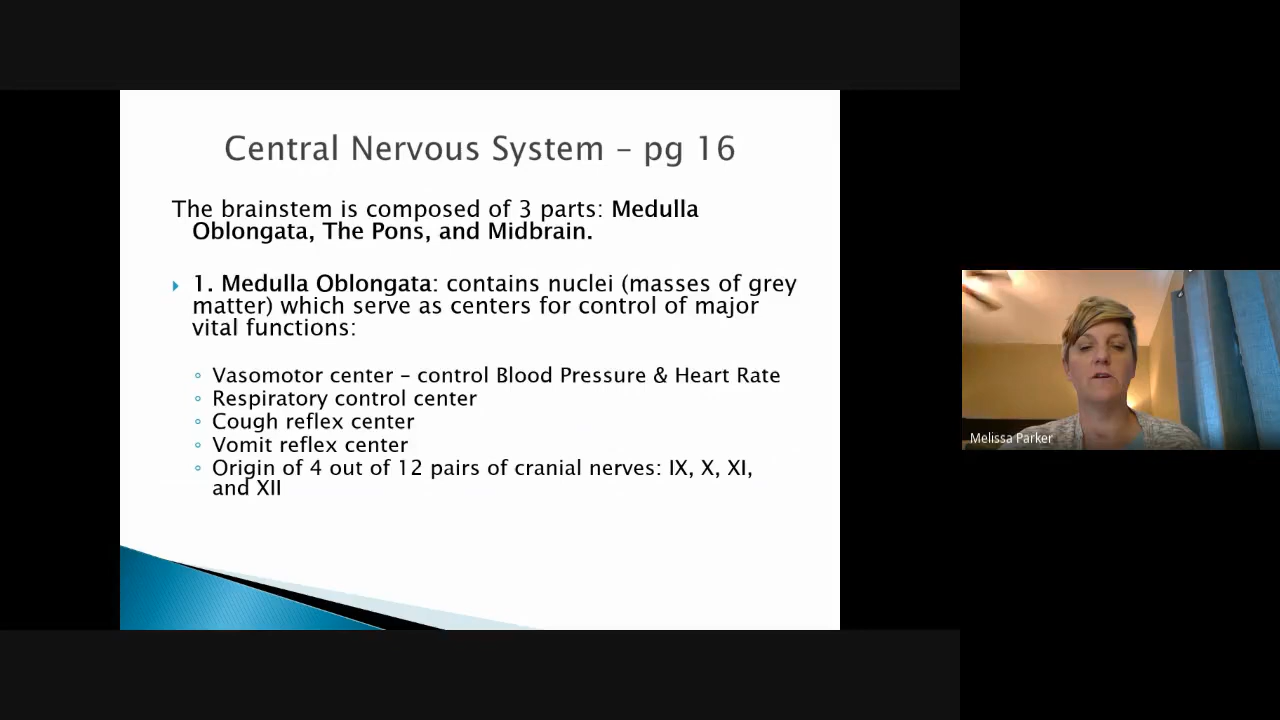 Central Nervous System – pg 16
The brainstem is composed of 3 parts: Medulla
Oblongata, The Pons, and Midbrain.
1. Medulla Oblongata: contains nuclei (masses of grey
matter) which serve as centers for control of major
vital functions:
Vasomotor center – control Blood Pressure & Heart Rate
Respiratory control center
Cough reflex center
Vomit reflex center
Origin of 4 out of 12 pairs of cranial nerves: IX, X, XI,
and XII
Melissa Parker